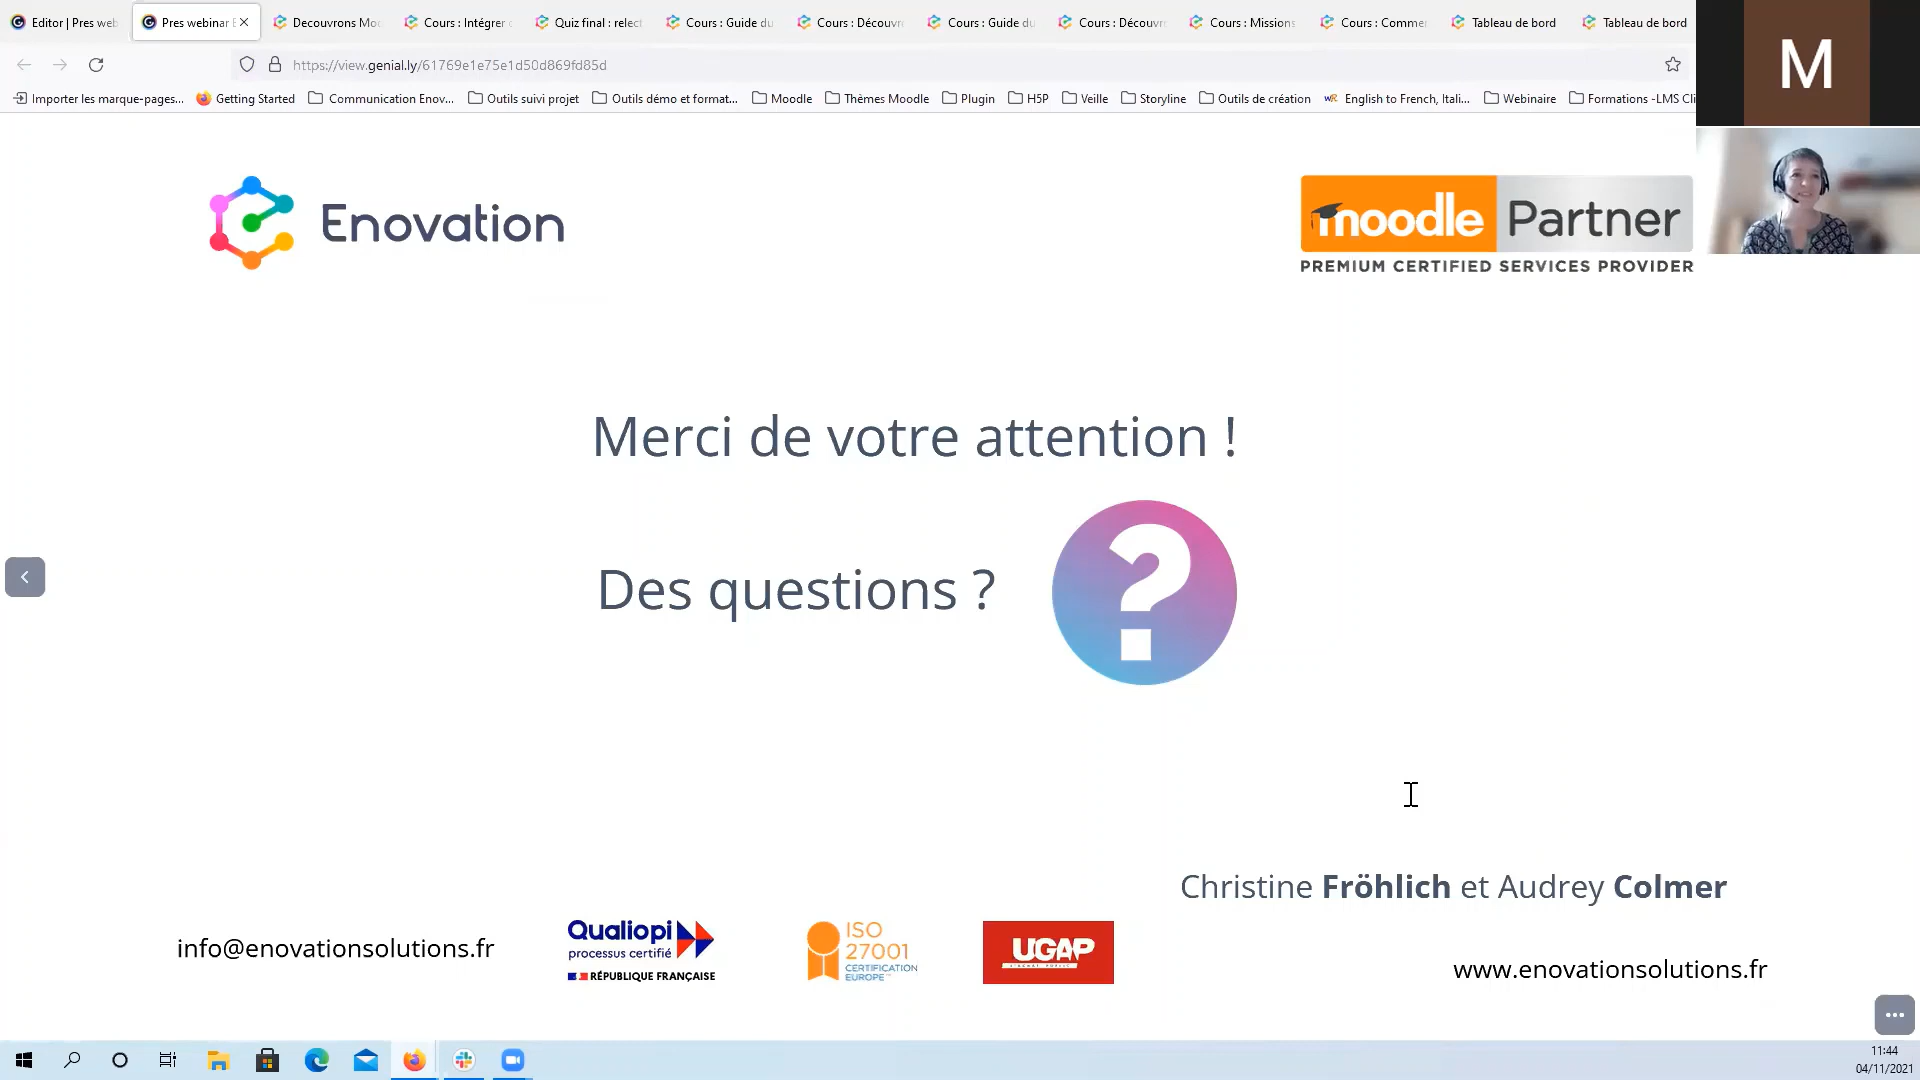 Editor | Pres web
Pres webinar E
Decouvrons Moo
Cours : Intégrer
Quiz final : relect
Cours : Guide du
Cours : Découvr
Cours : Guide du
Cours : Découvr
Cours : Missions
Cours : Comme
Tableau de bord
Tableau de bord
https://view.genial.ly/61769e1e75e1d50d869fd85d
Importer les marque-pages...
Getting Started
Communication Enov...
Outils suivi projet
Outils démo et format...
Moodle
Thèmes Moodle
Plugin
H5P
Veille
Storyline
Outils de création
WR English to French, Itali...
Webinaire
Formations -LMS Cli
M
Enovation
moodle Partner
PREMIUM CERTIFIED SERVICES PROVIDER
Merci de votre attention !
Des questions ?
?
Christine Fröhlich et Audrey Colmer
info@enovationsolutions.fr
Qualiopi
processus certifié
RÉPUBLIQUE FRANÇAISE
ISO
27001
CERTIFICATION
EUROPE
UGAP
www.enovationsolutions.fr
11:44
04/11/2021